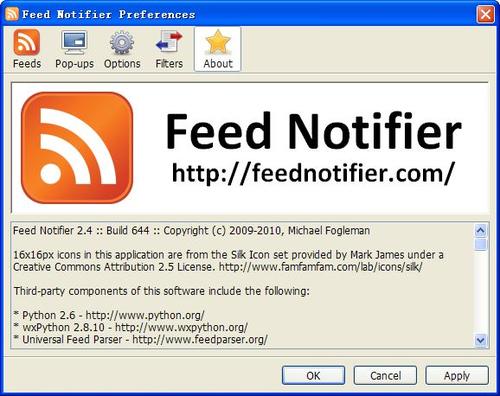 Feed Notifier Preferences
Feeds Pop-ups Options Filters About
Feed Notifier
http://feednotifier.com/
Feed Notifier 2.4 :: Build 644 :: Copyright (c) 2009-2010, Michael Fogleman
16x16px icons in this application are from the Silk Icon set provided by Mark James under a
Creative Commons Attribution 2.5 License. http://www.famfamfam.com/lab/icons/silk/
Third-party components of this software include the following:
* Python 2.6 - http://www.python.org/
* wxPython 2.8.10 - http://www.wxpython.org/
* Universal Feed Parser - http://www.feedparser.org/
OK Cancel Apply